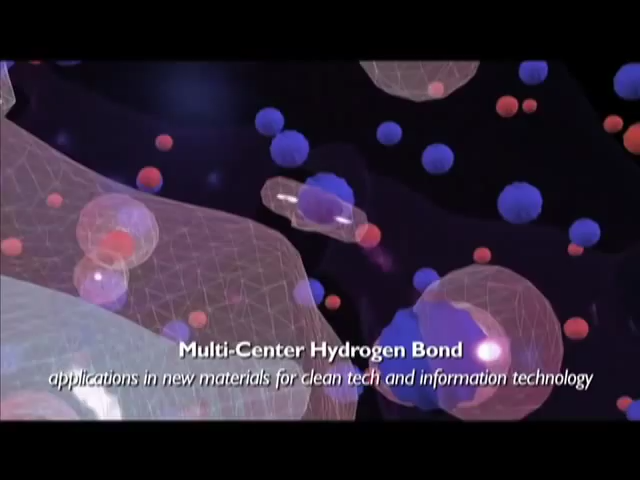 Multi-Center Hydrogen Bond
applications in new materials for clean tech and information technology